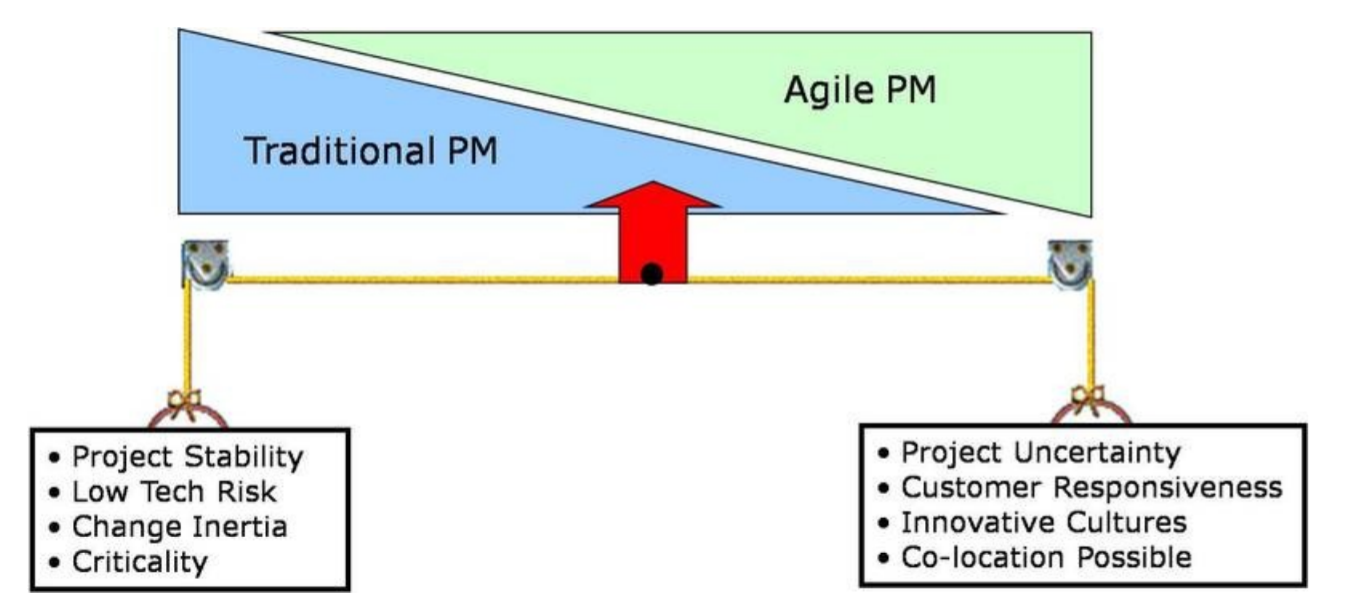 Agile PM
Traditional PM
• Project Stability
• Low Tech Risk
• Change Inertia
• Criticality
• Project Uncertainty
• Customer Responsiveness
• Innovative Cultures
• Co-location Possible